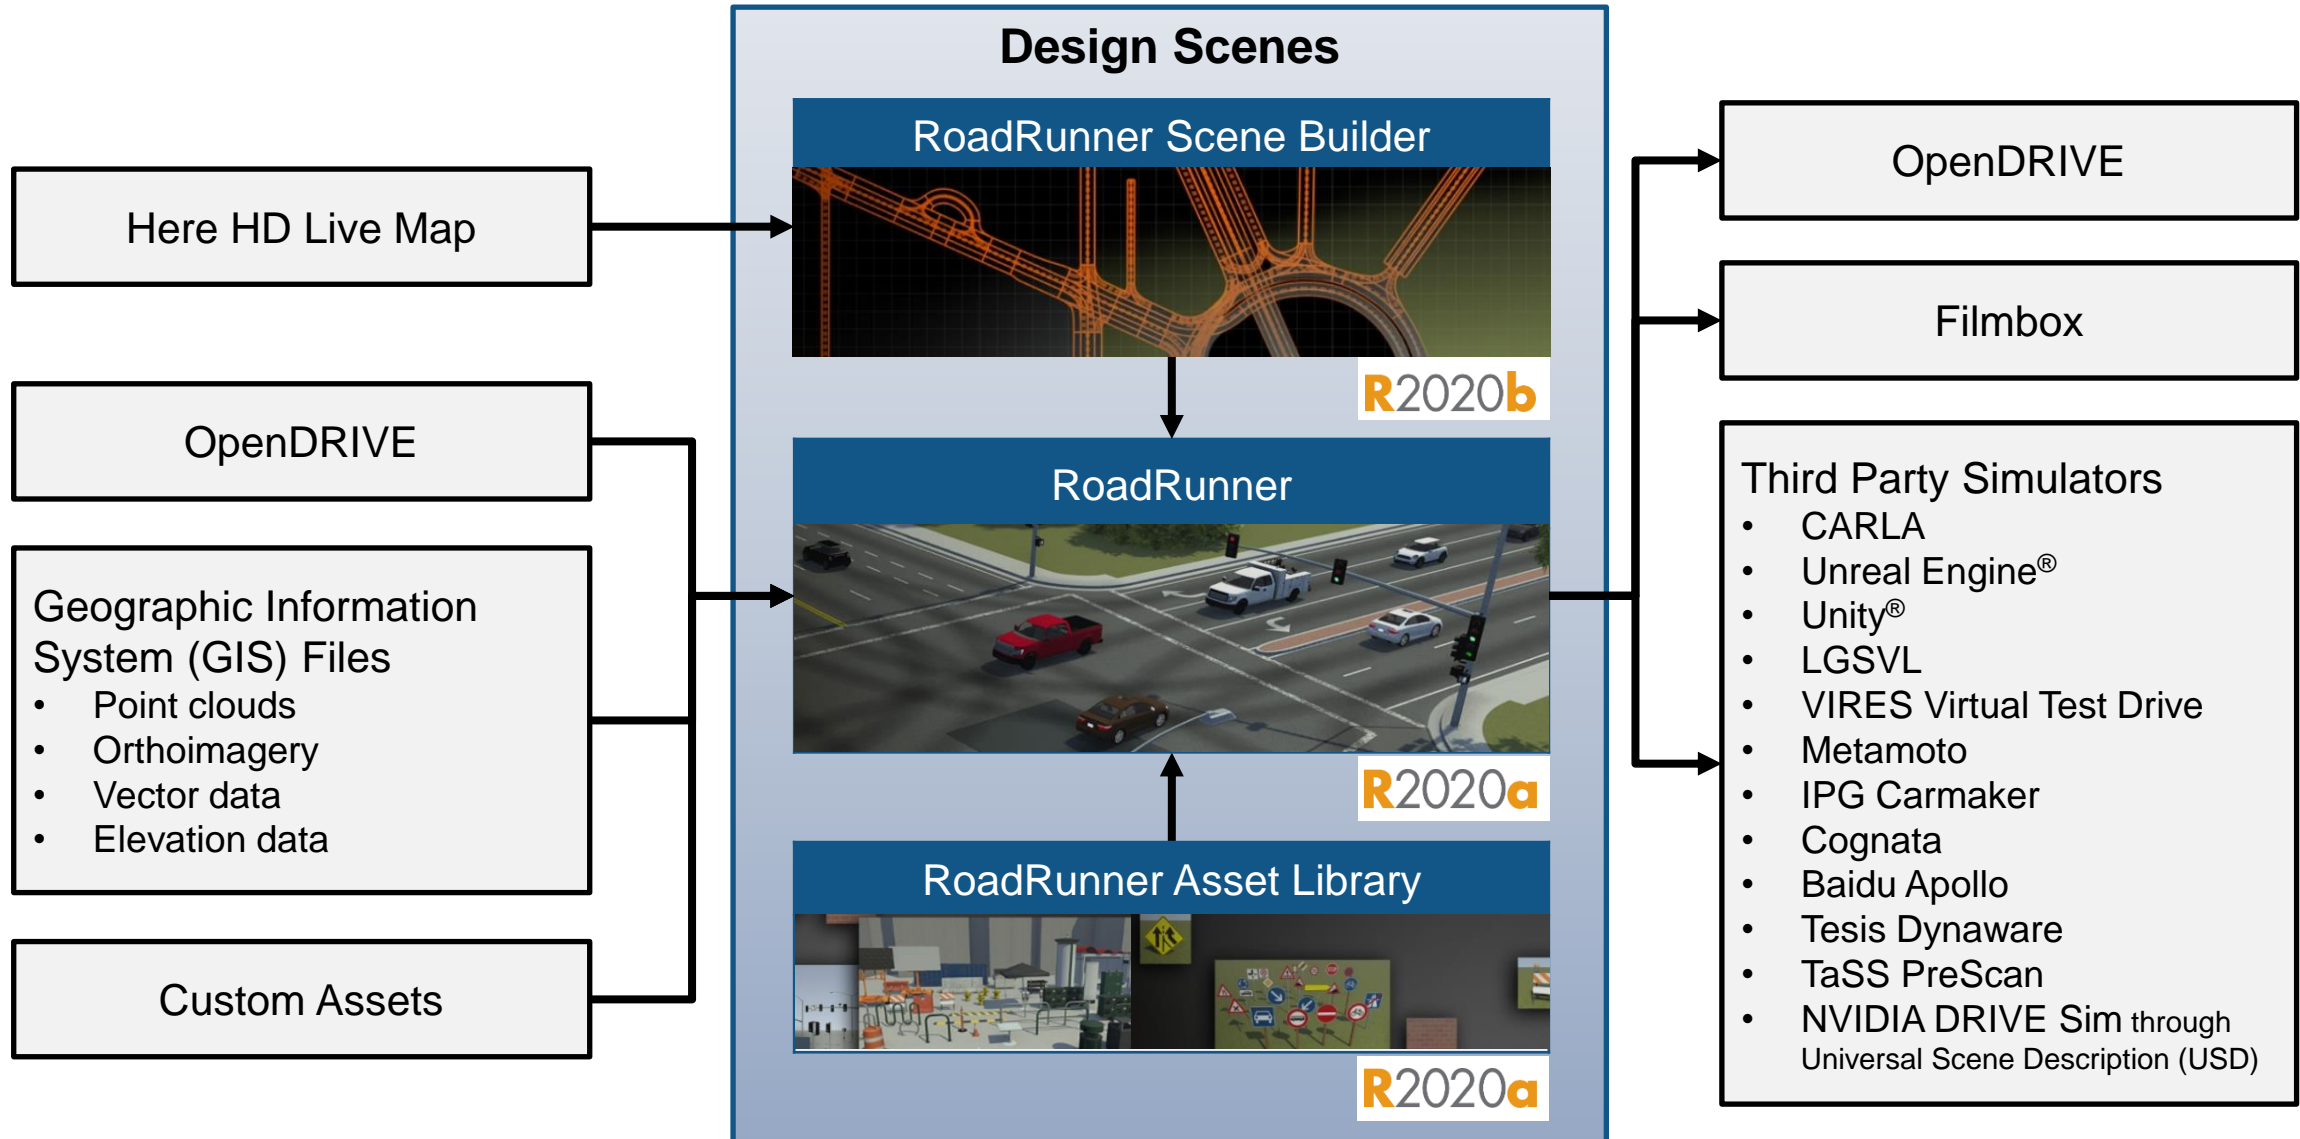 Design Scenes
RoadRunner Scene Builder
R2020b
RoadRunner
R2020a
RoadRunner Asset Library
R2020a
Here HD Live Map
OpenDRIVE
Geographic Information
System (GIS) Files
• Point clouds
• Orthoimagery
• Vector data
• Elevation data
Custom Assets
OpenDRIVE
Filmbox
Third Party Simulators
• CARLA
• Unreal Engine®
• Unity®
• LGSVL
• VIRES Virtual Test Drive
• Metamoto
• IPG Carmaker
• Cognata
• Baidu Apollo
• Tesis Dynaware
• TaSS PreScan
• NVIDIA DRIVE Sim through
Universal Scene Description (USD)